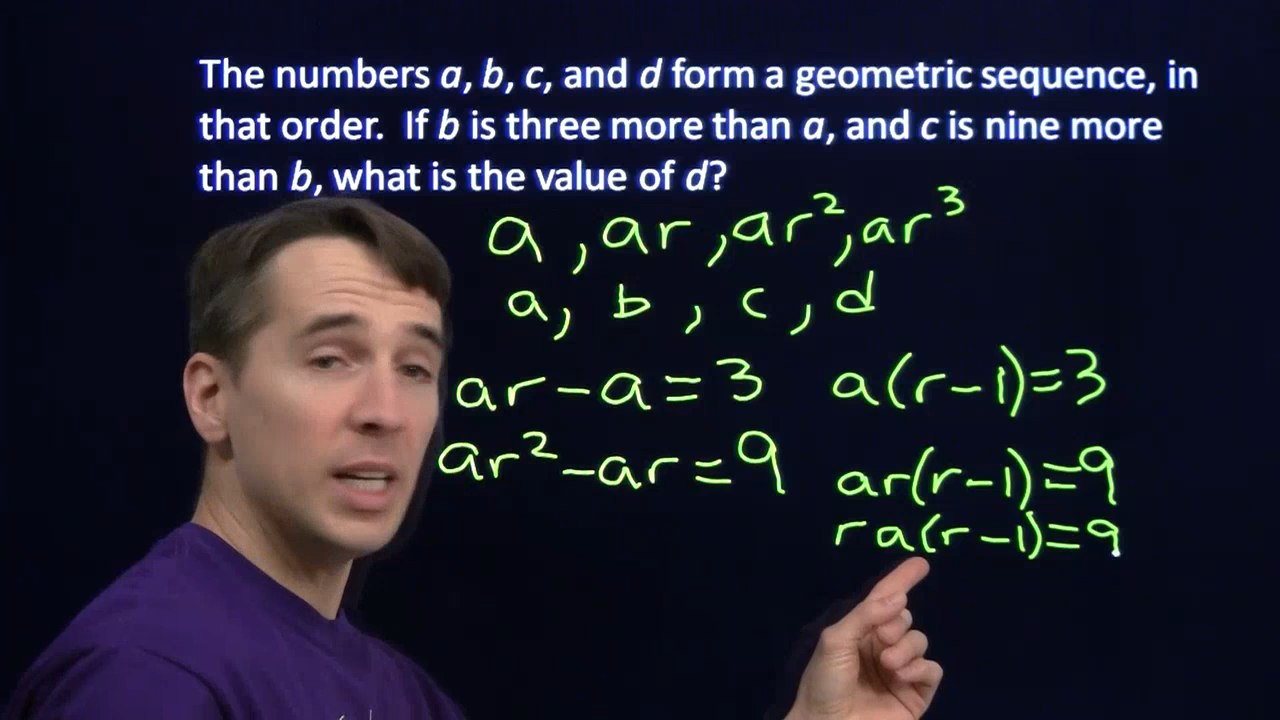 The numbers a, b, c, and d form a geometric sequence, in
that order. If b is three more than a, and c is nine more
than b, what is the value of d?
a, ar, ar², ar³
a, b, c, d
ar-a=3 a(r-1)=3
ar²-ar=9 ar(r-1)=9
ra(r-1)=9